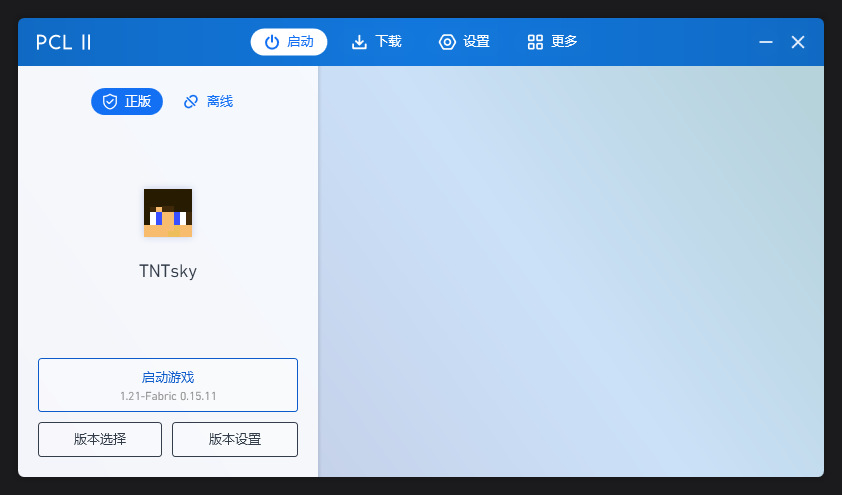 PCL II
启动
下载
设置
更多
正版
离线
TNTsky
启动游戏
1.21-Fabric 0.15.11
版本选择
版本设置